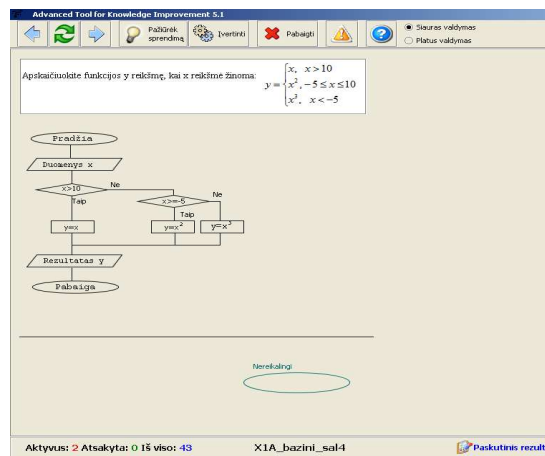 Advanced Tool for Knowledge Improvement 5.1
Pažiūrėk sprendimą
Įvertinti
Pabaigti
Siauras valdymas
Platus valdymas
Apskaičiuokite funkcijos y reikšmę, kai x reikšmė žinoma:
y = { x, x>10
x², -5 ≤ x ≤10
x³, x < -5
Pradžia
Duomenys x
x>10
Ne
Taip
x>=-5
Ne
Taip
y=x
y=x²
y=x³
Rezultatas y
Pabaiga
Nereikalingi
Aktyvus: 2 Atsakyta: 0 Iš viso: 43
X1A_bazini_sal4
Paskutinis rezult